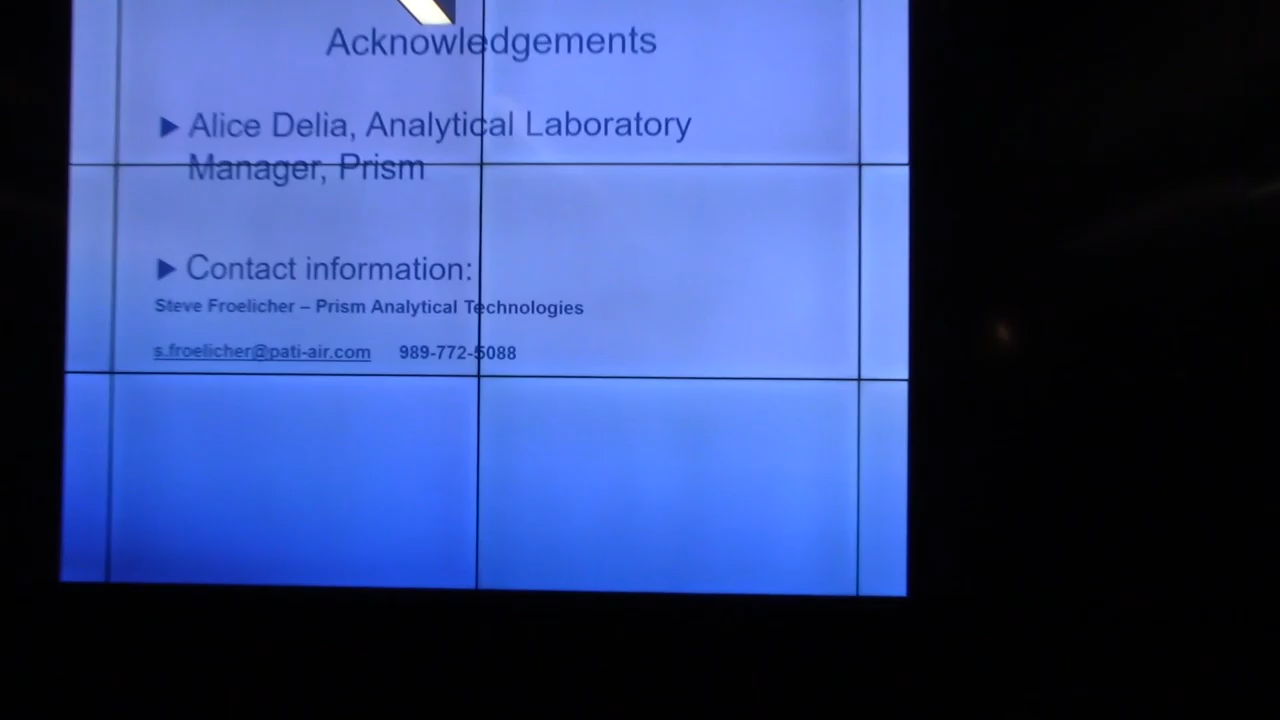 Acknowledgements
► Alice Delia, Analytical Laboratory
Manager, Prism
► Contact information:
Steve Froelicher – Prism Analytical Technologies
s.froelicher@pati-air.com 989-772-5088